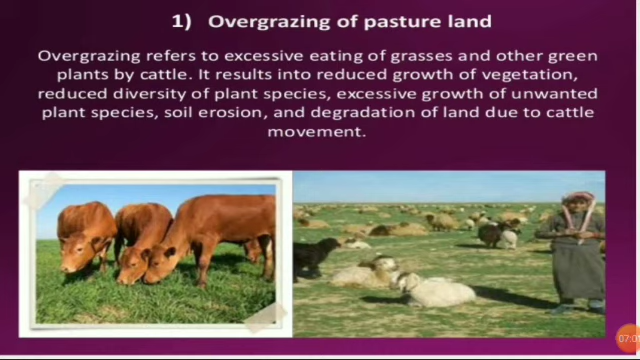 1) Overgrazing of pasture land
Overgrazing refers to excessive eating of grasses and other green
plants by cattle. It results into reduced growth of vegetation,
reduced diversity of plant species, excessive growth of unwanted
plant species, soil erosion, and degradation of land due to cattle
movement.